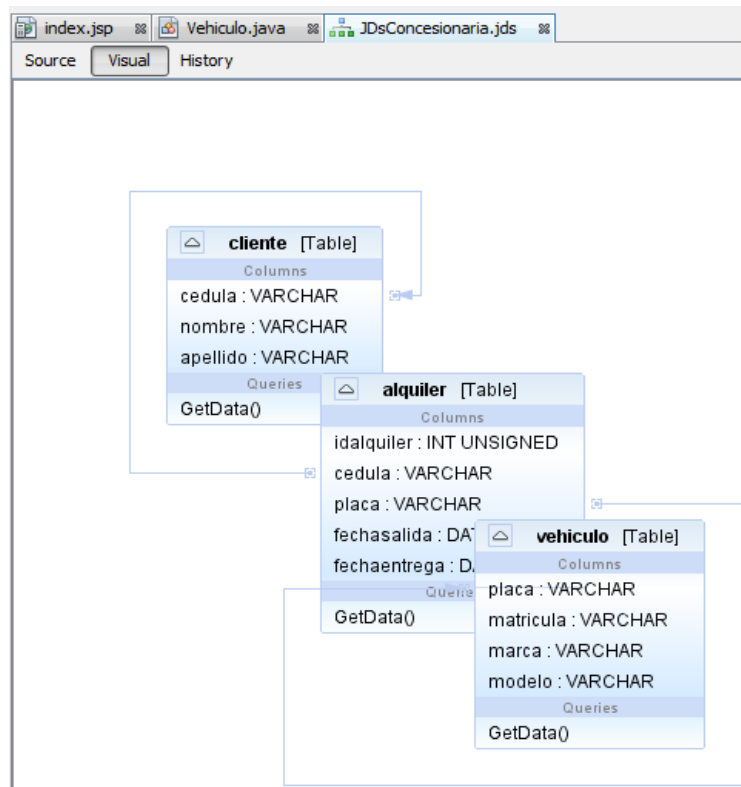 index.jsp Vehiculo.java JDsConcesionaria.jds
Source Visual History
cliente [Table]
Columns
cedula : VARCHAR
nombre : VARCHAR
apellido : VARCHAR
Queries
GetData()
alquiler [Table]
Columns
idalquiler : INT UNSIGNED
cedula : VARCHAR
placa : VARCHAR
fechasalida : DAT
fechaentrega : D
Querie
GetData()
vehiculo [Table]
Columns
placa : VARCHAR
matricula : VARCHAR
marca : VARCHAR
modelo : VARCHAR
Queries
GetData()